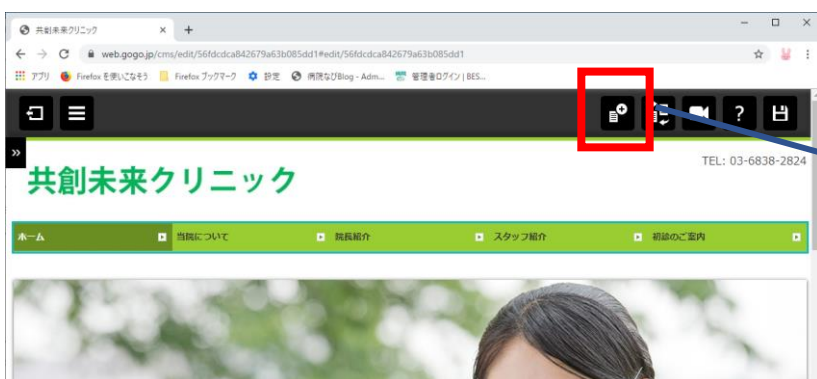 共創未来クリニック
web.gogo.jp/cms/edit/56fdcdca842679a63b085dd1#edit/56fdcdca842679a63b085dd1
アプリ Firefox を使いこなそう Firefox ブックマーク 設定 病院なびBlog - Adm... 管理者ログイン | BES...
?
»
TEL: 03-6838-2824
共創未来クリニック
ホーム 当院について 院長紹介 スタッフ紹介 初診のご案内